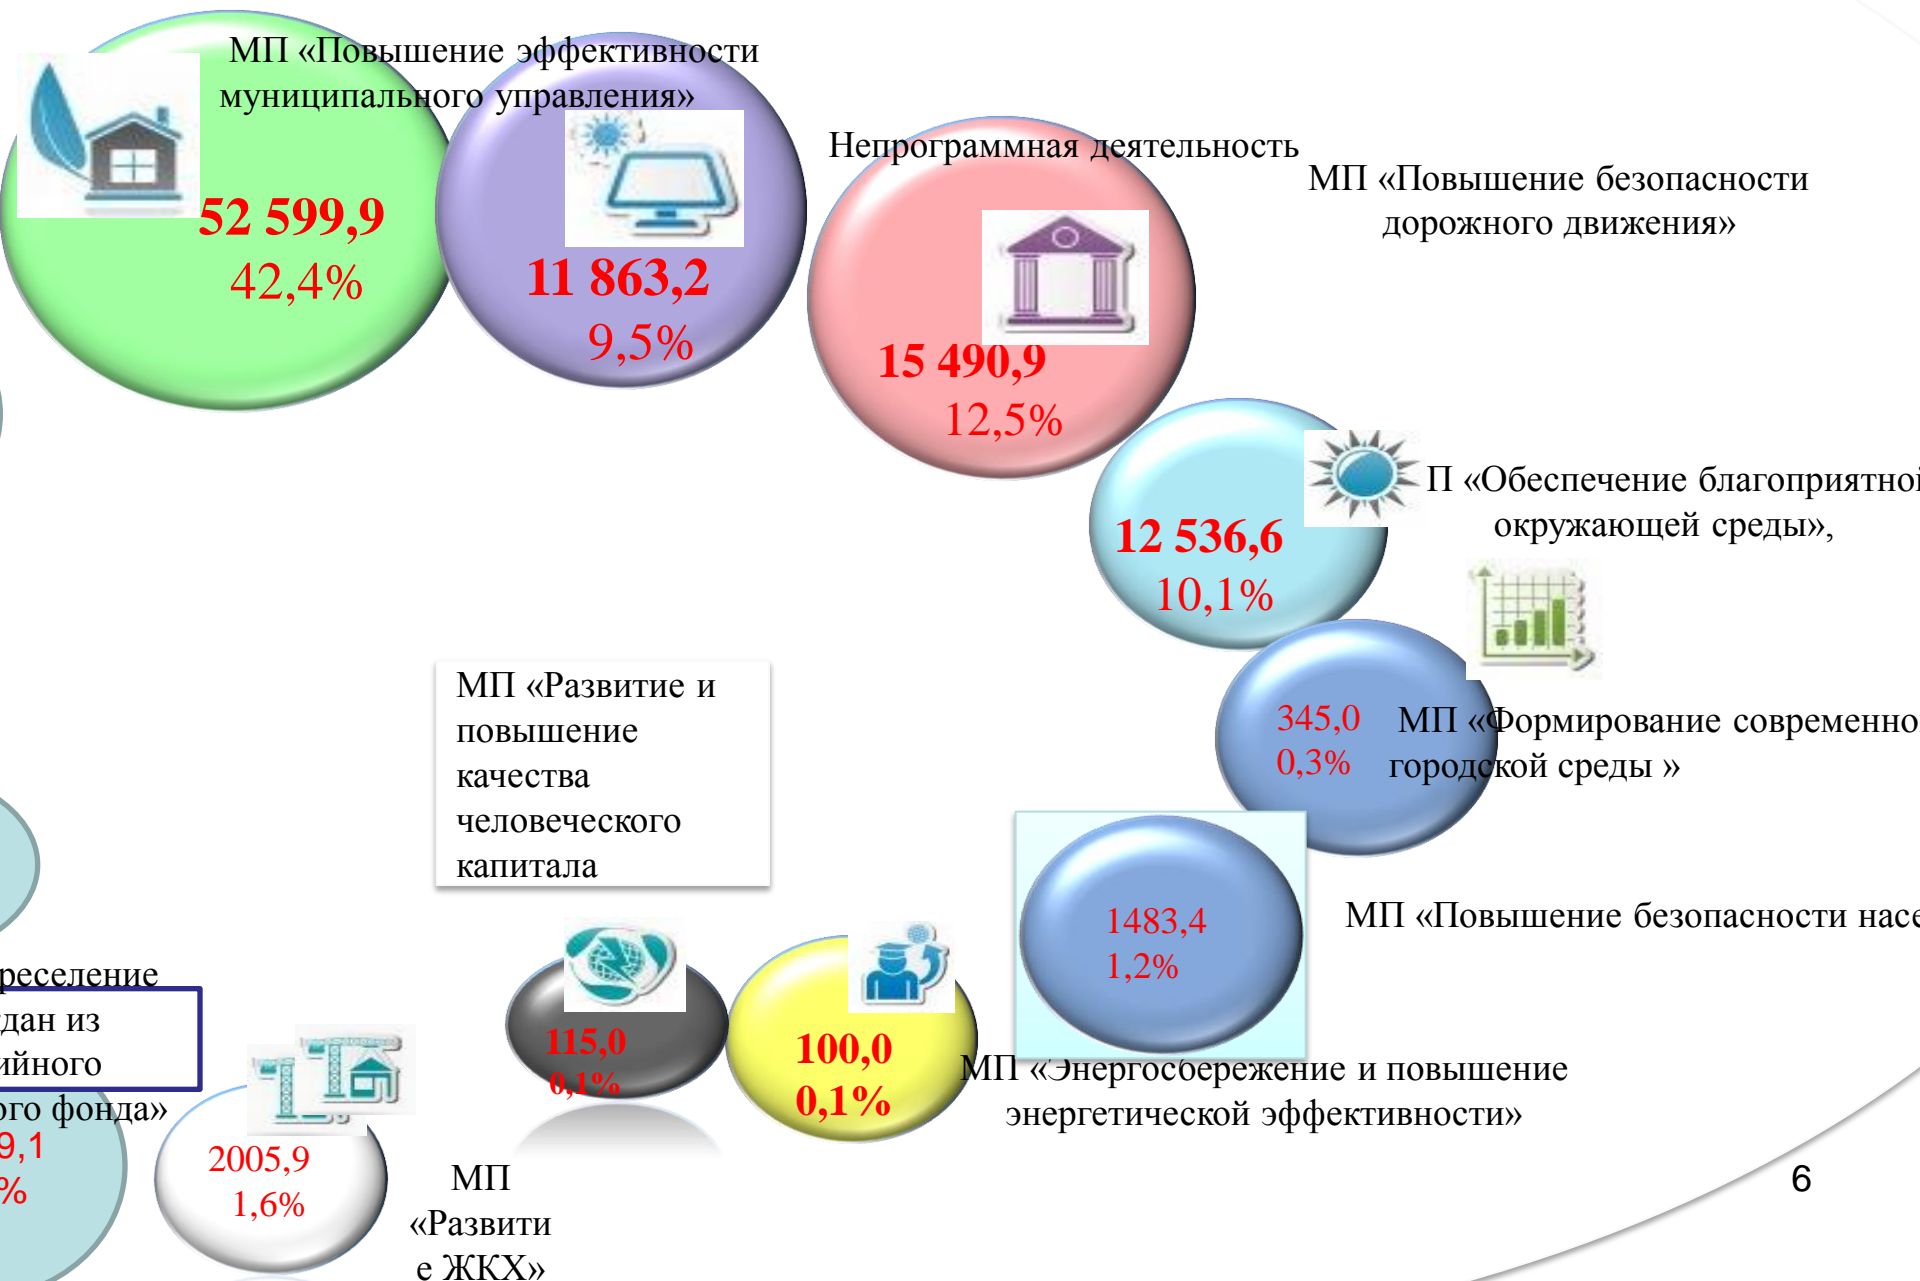 МП «Повышение эффективности
муниципального управления»
52 599,9
42,4%
11 863,2
9,5%
Непрограммная деятельность
15 490,9
12,5%
МП «Повышение безопасности
дорожного движения»
12 536,6
10,1%
П «Обеспечение благоприятной
окружающей среды»,
345,0
0,3%
МП «Формирование современно
городской среды »
МП «Развитие и
повышение
качества
человеческого
капитала
1483,4
1,2%
МП «Повышение безопасности насе
115,0
0,1%
100,0
0,1%
МП «Энергосбережение и повышение
энергетической эффективности»
реселение
дан из
ийного
ого фонда»
9,1
%
2005,9
1,6%
МП
«Развити
е ЖКХ»
6